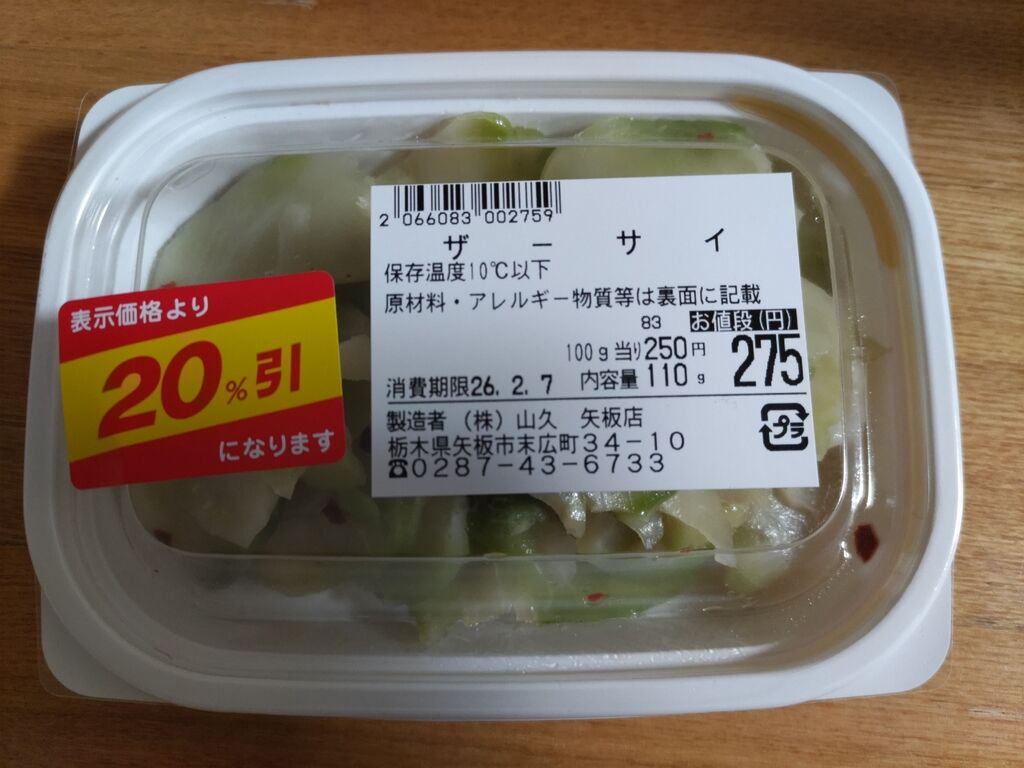 2 066083 002759
ザーサイ
保存温度10℃以下
原材料・アレルギー物質等は裏面に記載
83 お値段(円)
100g当り250円 275
消費期限26.2.7 内容量110g
製造者 (株)山久 矢板店
栃木県矢板市末広町34-10
☎0287-43-6733
プラ
表示価格より
20%引
になります